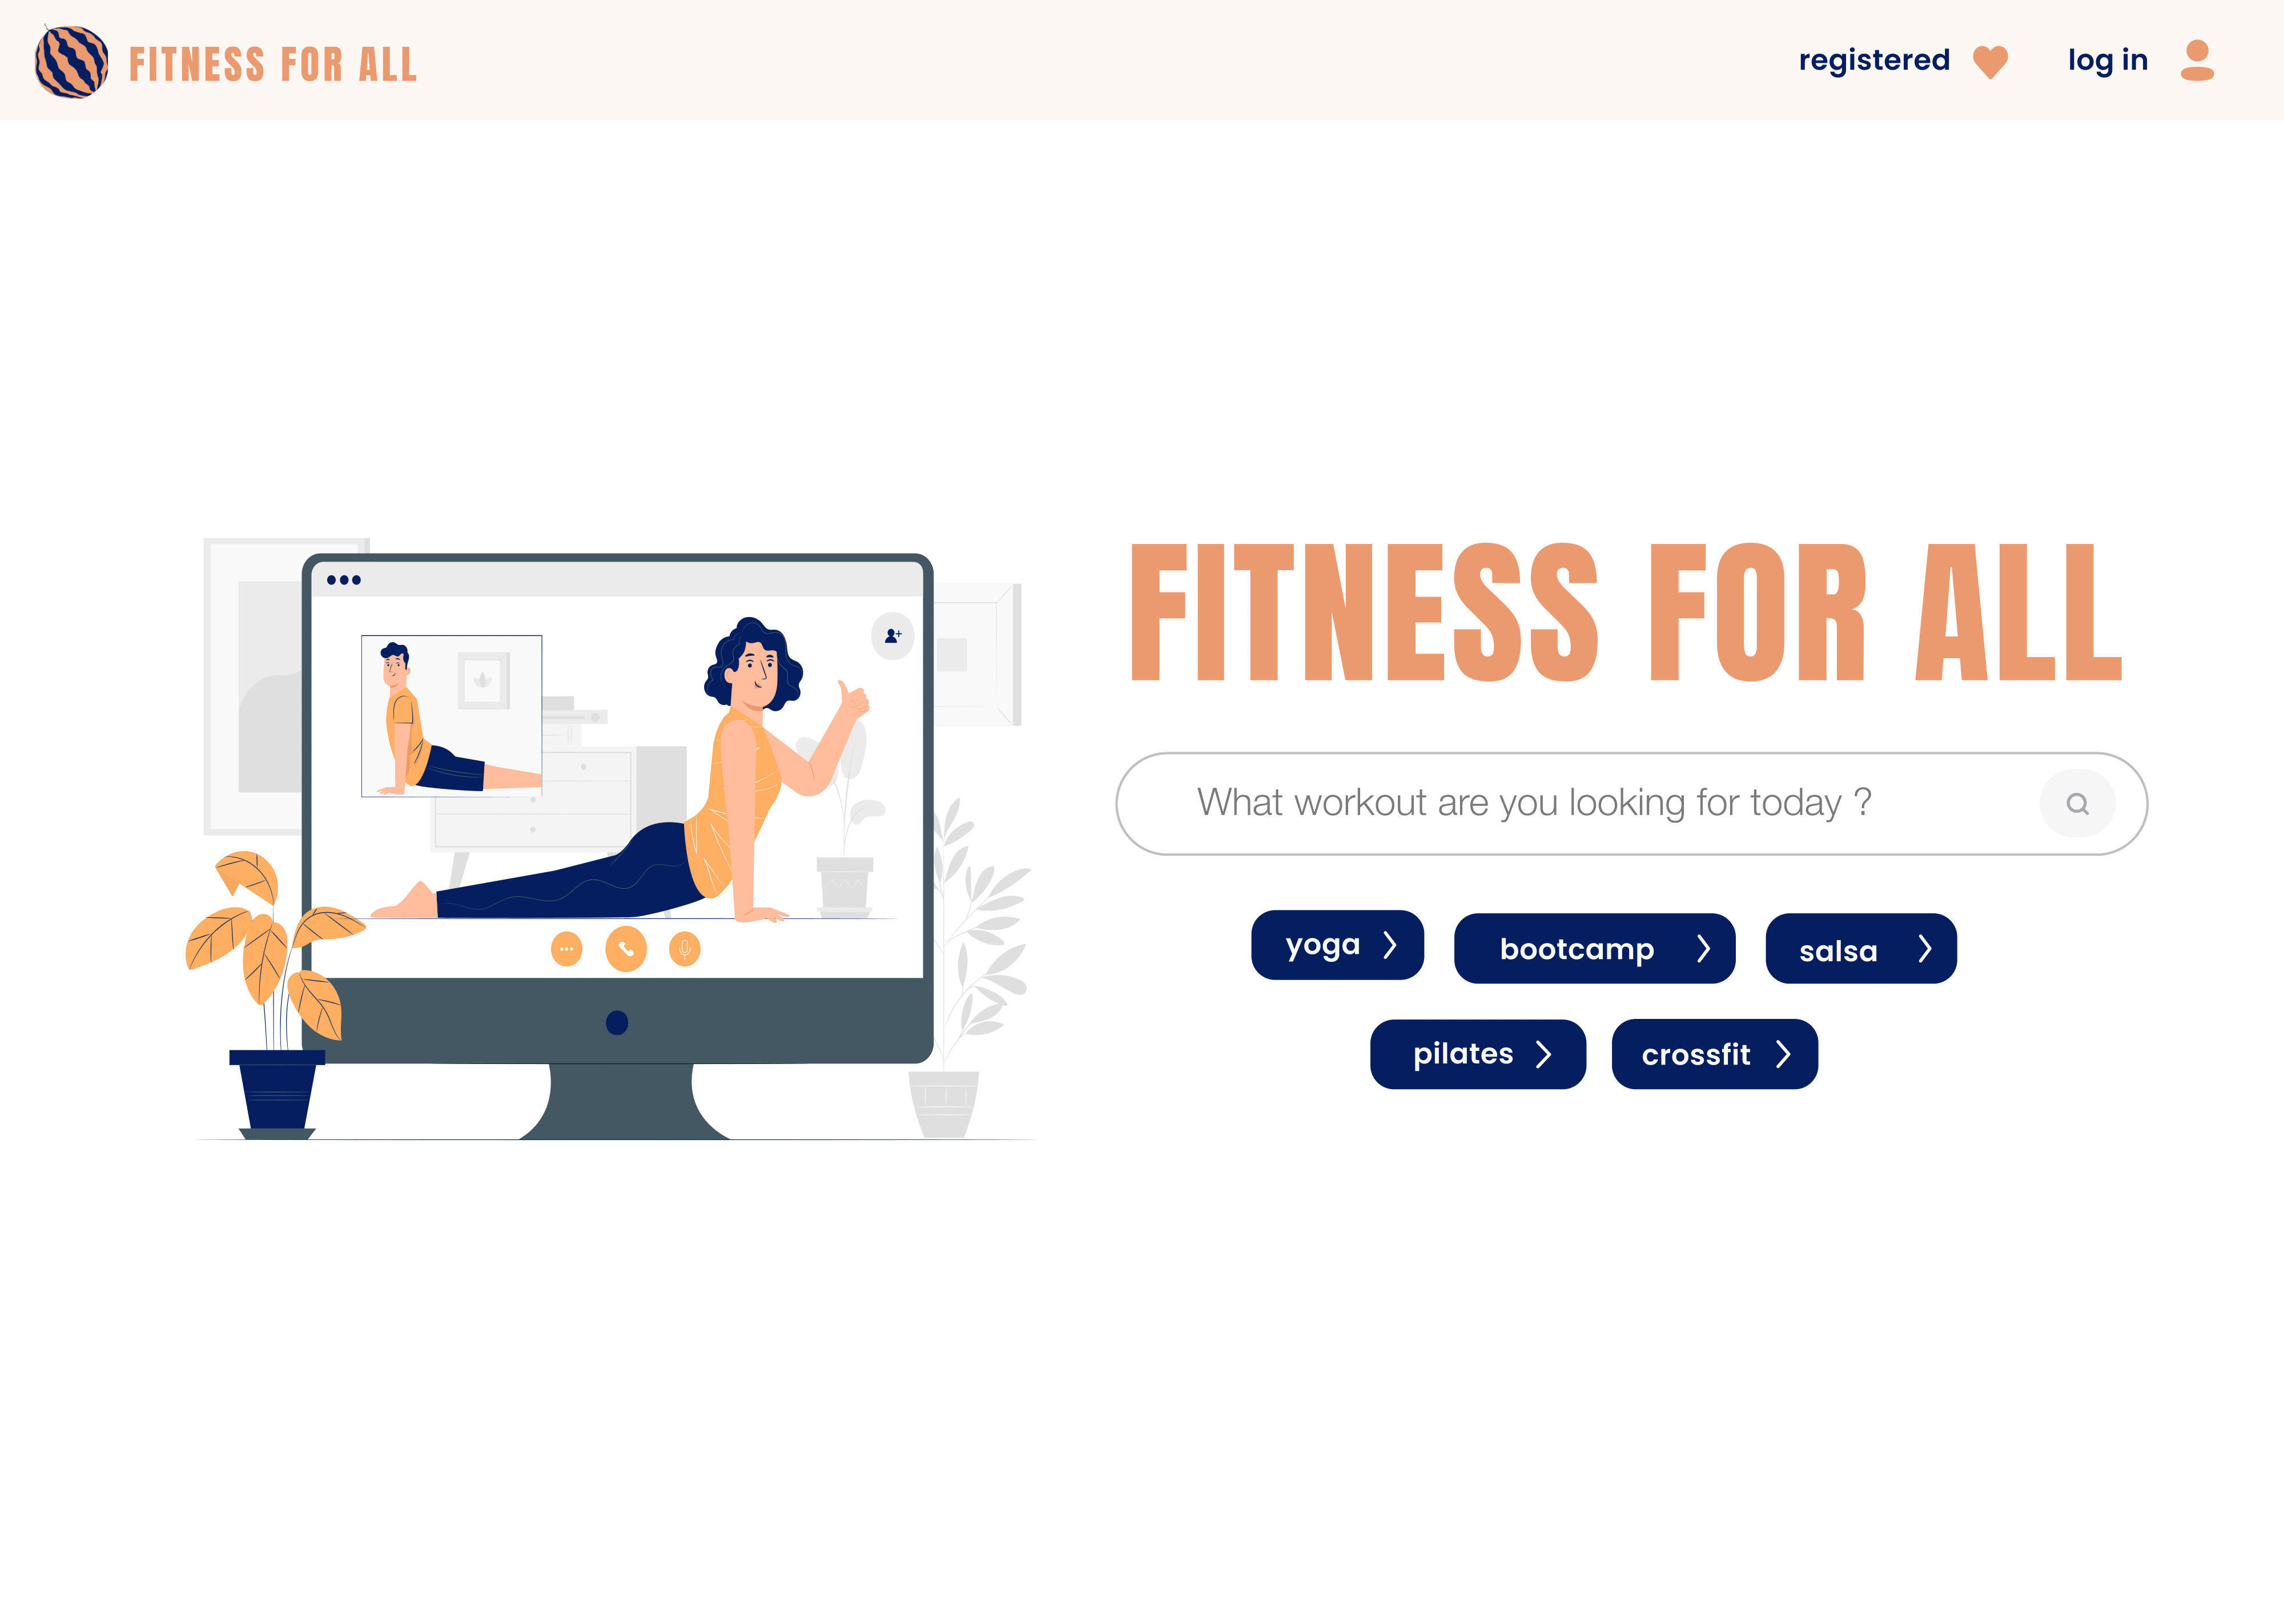 FITNESS FOR ALL
registered
log in
FITNESS FOR ALL
What workout are you looking for today ?
yoga
bootcamp
salsa
pilates
crossfit